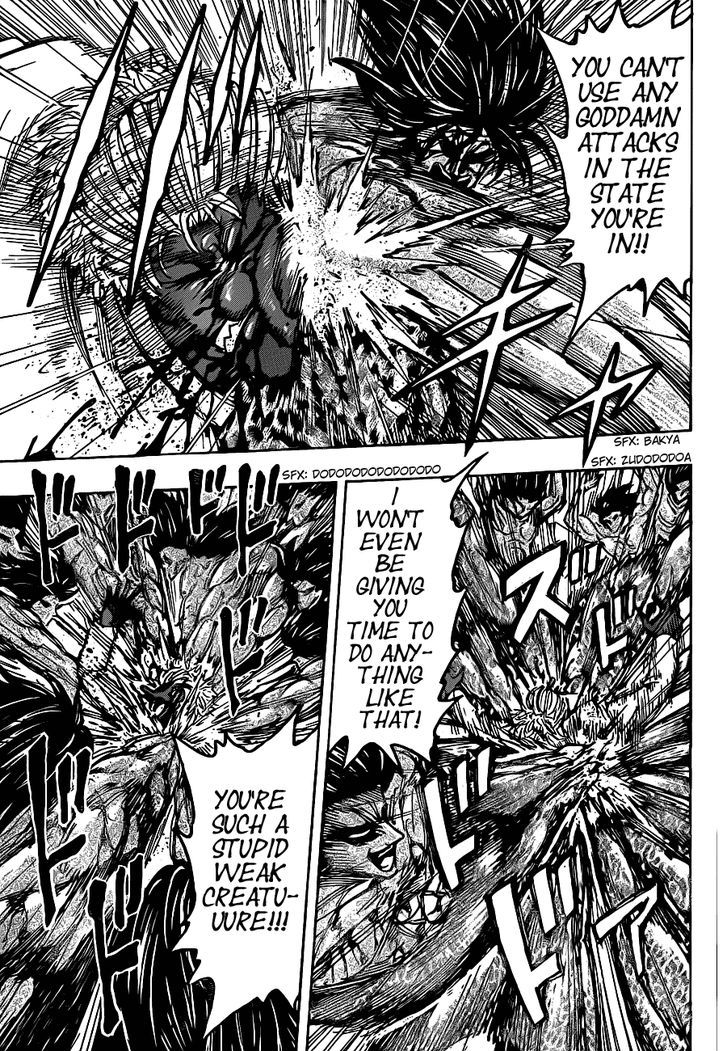 YOU CAN'T
USE ANY
GODDAMN
ATTACKS
IN THE
STATE
YOU'RE
IN!!
SFX: BAKYA
SFX: ZUDODODOA
ズドドドア
I
WON'T
EVEN
BE
GIVING
YOU
TIME TO
DO ANY-
THING
LIKE
THAT!
SFX: DODODODODODODODO
ドドドドドドドド
YOU'RE
SUCH A
STUPID
WEAK
CREATU-
UURE!!!